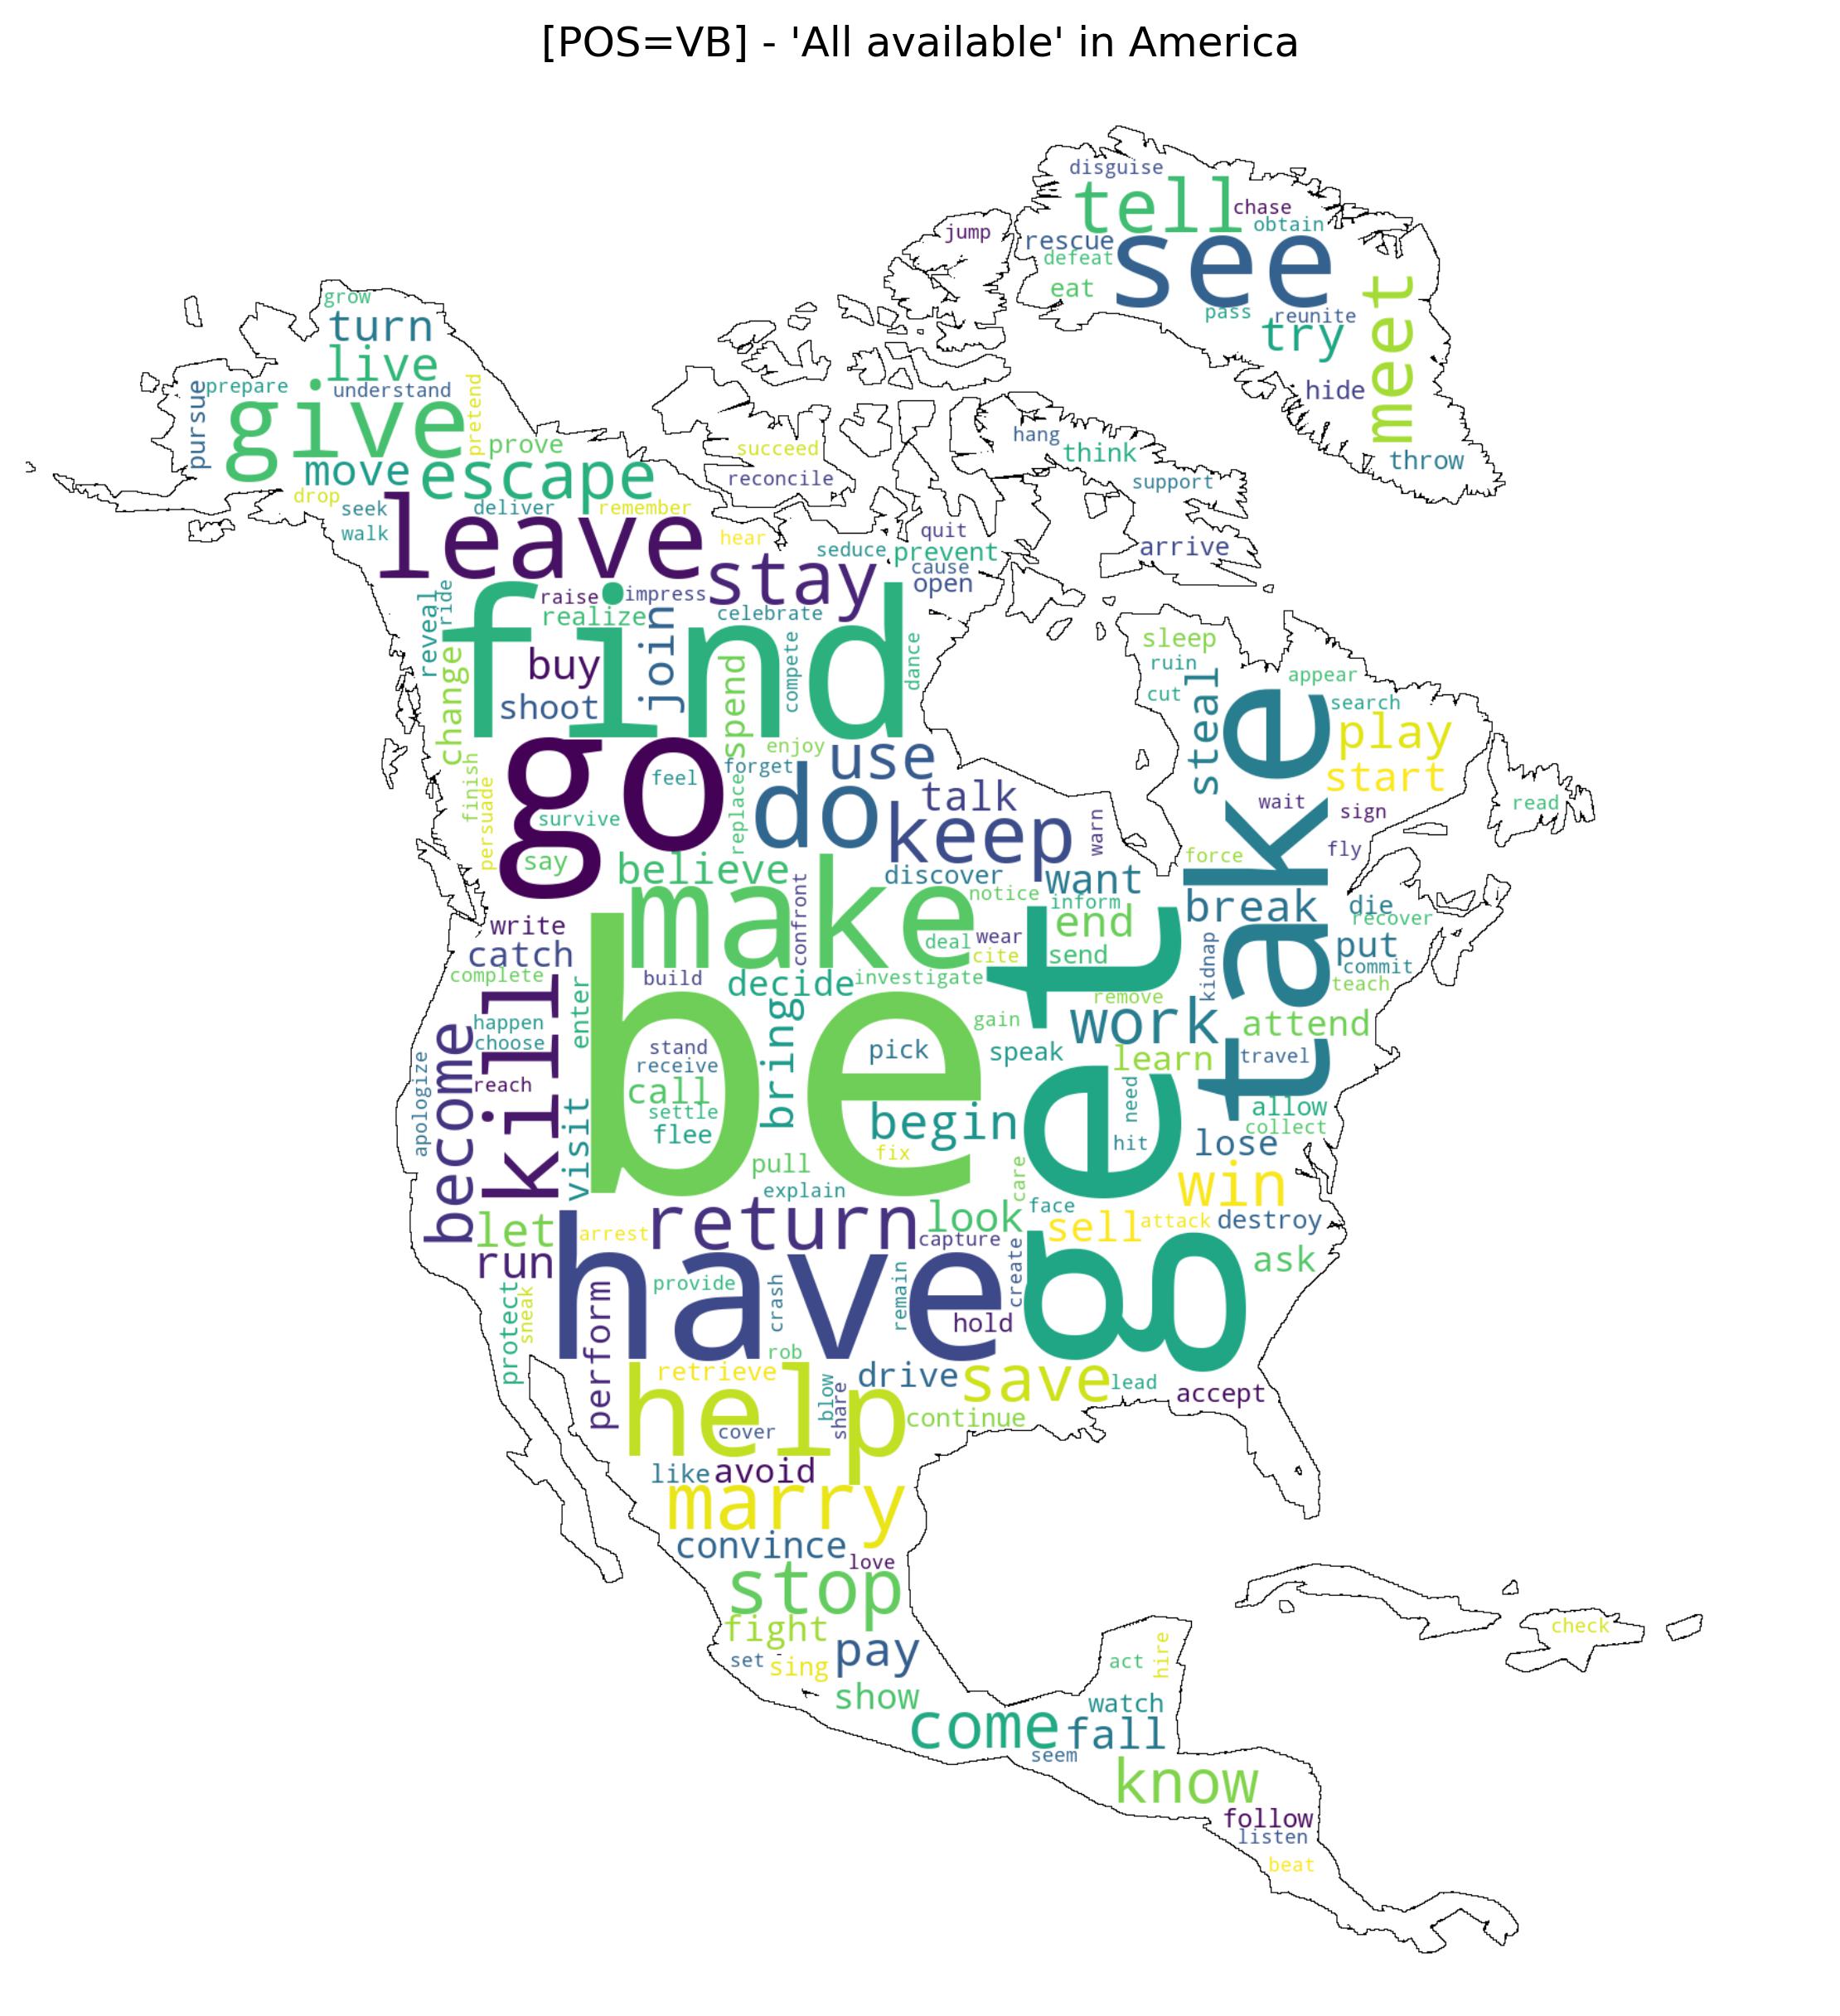 [POS=VB] - 'All available' in America
disguise
tell
chase
obtain
jump
rescue
see
defeat
eat
meet
pass
reunite
try
grow
turn
live
prepare
understand
pursue
give
pretend
hide
prove
move
escape
succeed
reconcile
hang
think
support
throw
drop
seek
deliver
remember
walk
leave
hear
quit
seduce
prevent
cause
open
arrive
stay
ride
reveal
raise
impress
realize
celebrate
find
join
buy
shoot
change
spend
compete
dance
sleep
ruin
cut
steal
appear
search
play
start
take
enjoy
use
forget
feel
go
do
talk
keep
warn
finish
persuade
survive
replace
say
believe
discover
want
wait
sign
read
force
fly
make
confront
notice
inform
end
break
die
recover
write
catch
deal
wear
cite
send
put
commit
teach
complete
build
decide
investigate
kidnap
remove
kill
enter
be
bring
gain
get
work
attend
happen
choose
stand
receive
pick
speak
learn
travel
become
apologize
reach
call
settle
flee
begin
need
allow
collect
visit
fix
hit
lose
pull
explain
care
win
let
arrest
return
look
face
sell
attack
destroy
run
capture
create
ask
have
provide
crash
remain
hold
protect
sneak
perform
rob
retrieve
drive
save
lead
accept
help
blow
share
continue
cover
like
avoid
marry
convince
love
stop
fight
pay
set
sing
show
check
act
hire
watch
come
fall
seem
know
follow
listen
beat